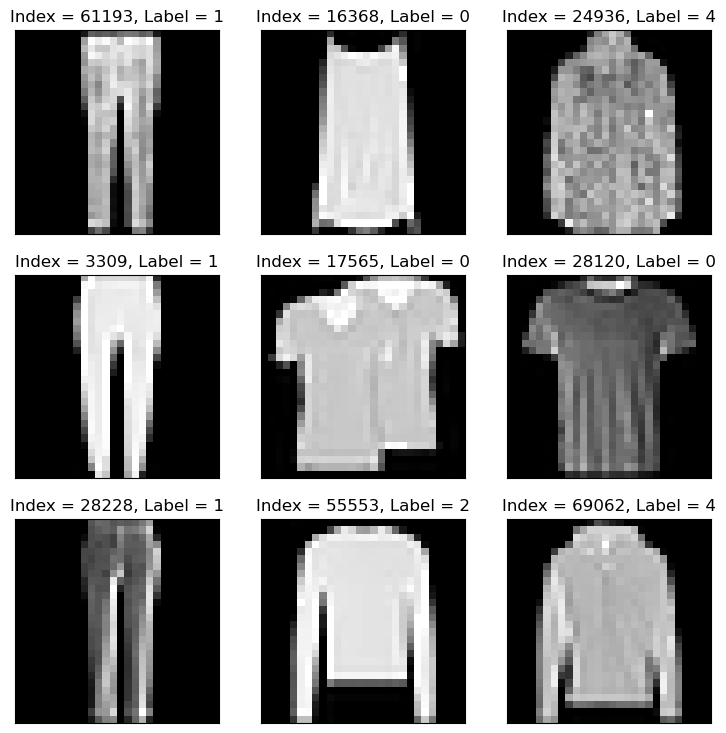 Index = 61193, Label = 1
Index = 16368, Label = 0
Index = 24936, Label = 4
Index = 3309, Label = 1
Index = 17565, Label = 0
Index = 28120, Label = 0
Index = 28228, Label = 1
Index = 55553, Label = 2
Index = 69062, Label = 4